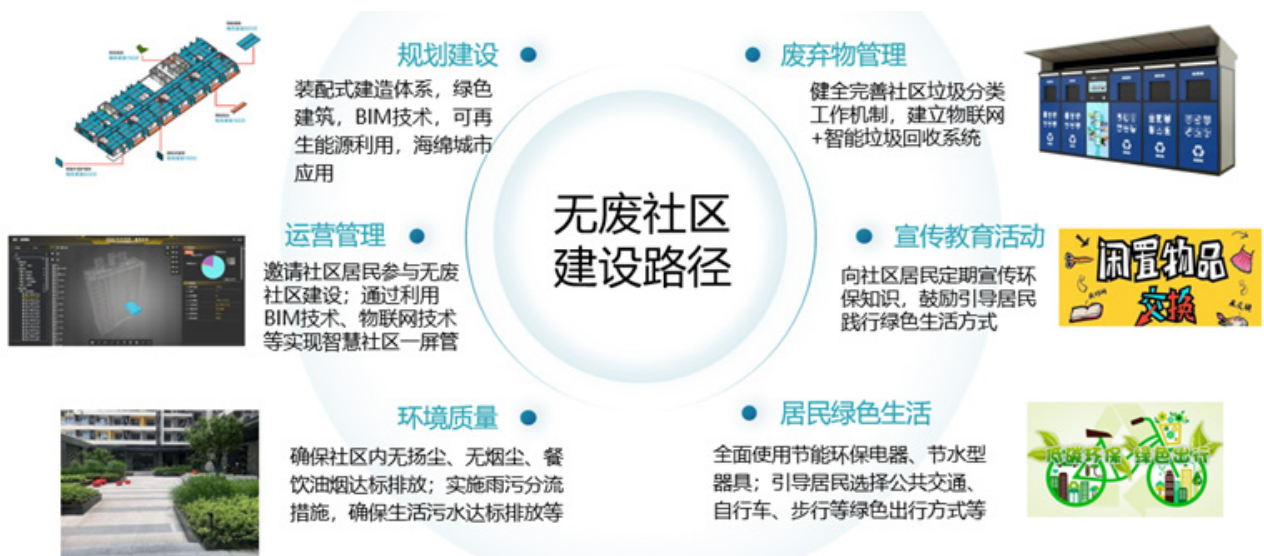 规划建设
装配式建造体系，绿色
建筑，BIM技术，可再
生能源利用，海绵城市
应用
运营管理
邀请社区居民参与无废
社区建设；通过利用
BIM技术、物联网技术
等实现智慧社区一屏管
环境质量
确保社区内无扬尘、无烟尘、餐
饮油烟达标排放；实施雨污分流
措施，确保生活污水达标排放等
无废社区
建设路径
废弃物管理
健全完善社区垃圾分类
工作机制，建立物联网
+智能垃圾回收系统
宣传教育活动
向社区居民定期宣传环
保知识，鼓励引导居民
践行绿色生活方式
闲置物品
交换
居民绿色生活
全面使用节能环保电器、节水型
器具；引导居民选择公共交通、
自行车、步行等绿色出行方式等
低碳环保 绿色出行